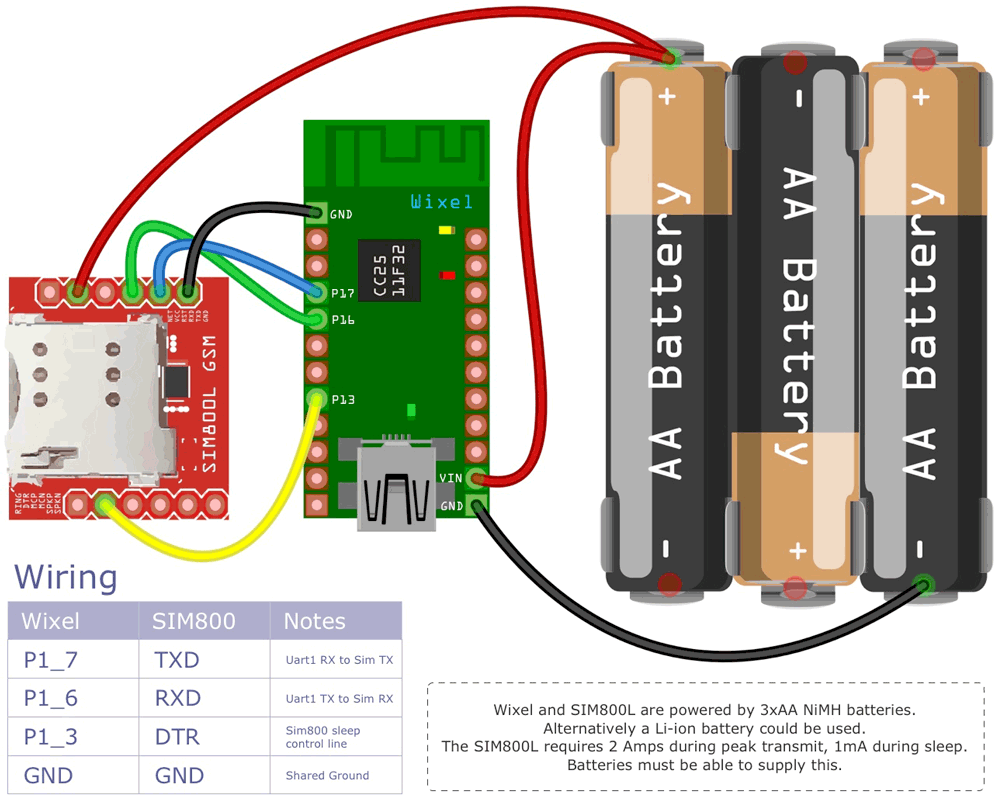 Wixel
GND
P17
P16
P13
VIN
GND
CC25
11F32
NET
VCC
RST
RXD
TXD
GND
SIM800L GSM
RING
DTR
MCP
MCN
SPKP
SPKN
+
AA Battery
-
-
AA Battery
+
+
AA Battery
-
Wiring
Wixel SIM800 Notes
P1_7 TXD Uart1 RX to Sim TX
P1_6 RXD Uart1 TX to Sim RX
P1_3 DTR Sim800 sleep
control line
GND GND Shared Ground
Wixel and SIM800L are powered by 3xAA NiMH batteries.
Alternatively a Li-ion battery could be used.
The SIM800L requires 2 Amps during peak transmit, 1mA during sleep.
Batteries must be able to supply this.